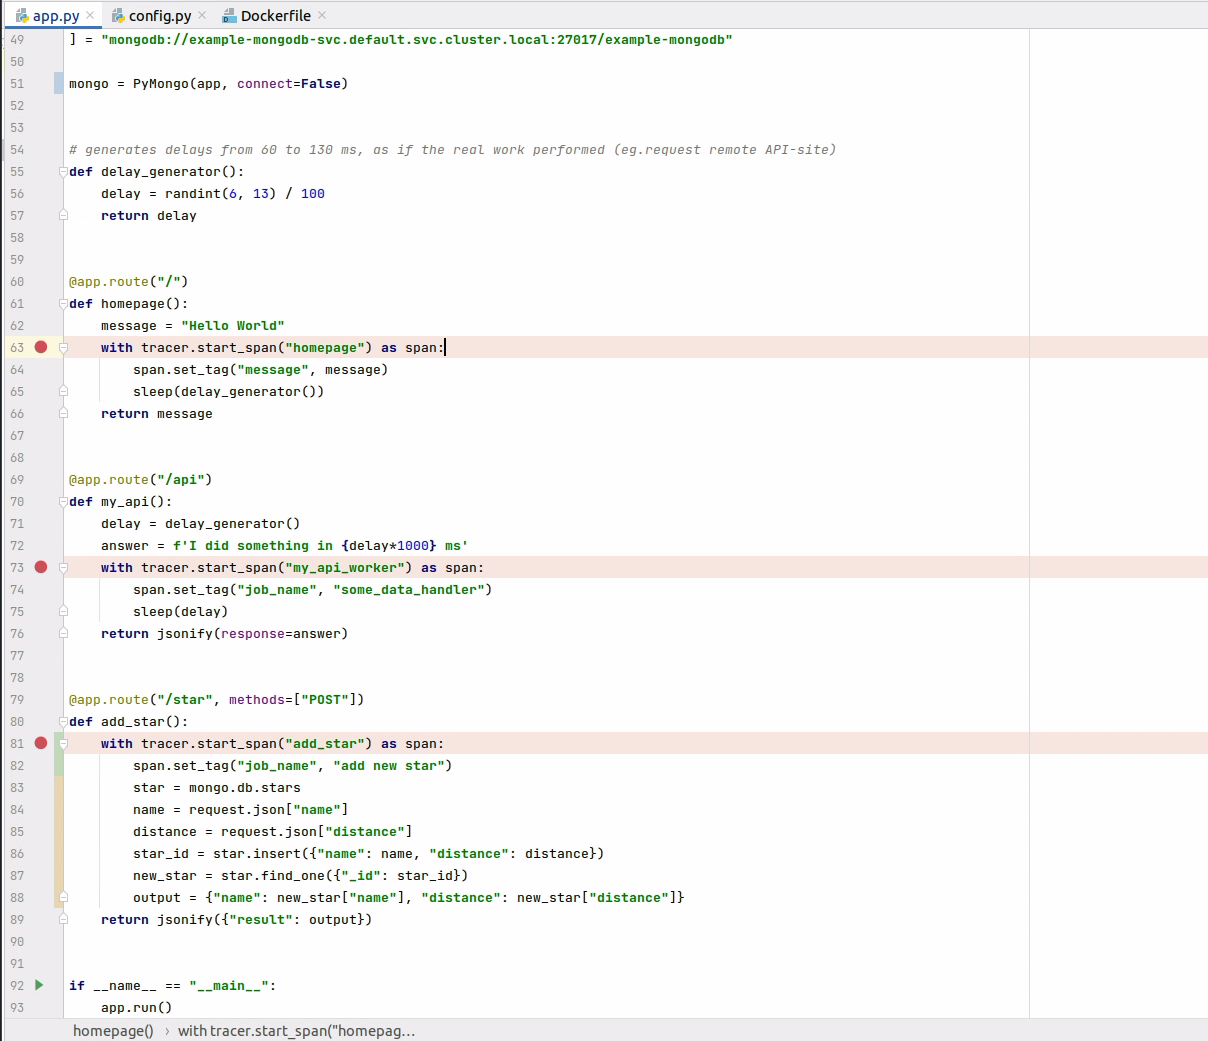 app.py config.py Dockerfile
49 ] = "mongodb://example-mongodb-svc.default.svc.cluster.local:27017/example-mongodb"
50
51 mongo = PyMongo(app, connect=False)
52
53
54 # generates delays from 60 to 130 ms, as if the real work performed (eg.request remote API-site)
55 def delay_generator():
56     delay = randint(6, 13) / 100
57     return delay
58
59
60 @app.route("/")
61 def homepage():
62     message = "Hello World"
63     with tracer.start_span("homepage") as span:
64         span.set_tag("message", message)
65         sleep(delay_generator())
66     return message
67
68
69 @app.route("/api")
70 def my_api():
71     delay = delay_generator()
72     answer = f'I did something in {delay*1000} ms'
73     with tracer.start_span("my_api_worker") as span:
74         span.set_tag("job_name", "some_data_handler")
75         sleep(delay)
76     return jsonify(response=answer)
77
78
79 @app.route("/star", methods=["POST"])
80 def add_star():
81     with tracer.start_span("add_star") as span:
82         span.set_tag("job_name", "add new star")
83         star = mongo.db.stars
84         name = request.json["name"]
85         distance = request.json["distance"]
86         star_id = star.insert({"name": name, "distance": distance})
87         new_star = star.find_one({"_id": star_id})
88         output = {"name": new_star["name"], "distance": new_star["distance"]}
89     return jsonify({"result": output})
90
91
92 if __name__ == "__main__":
93     app.run()
homepage() › with tracer.start_span("homepag…